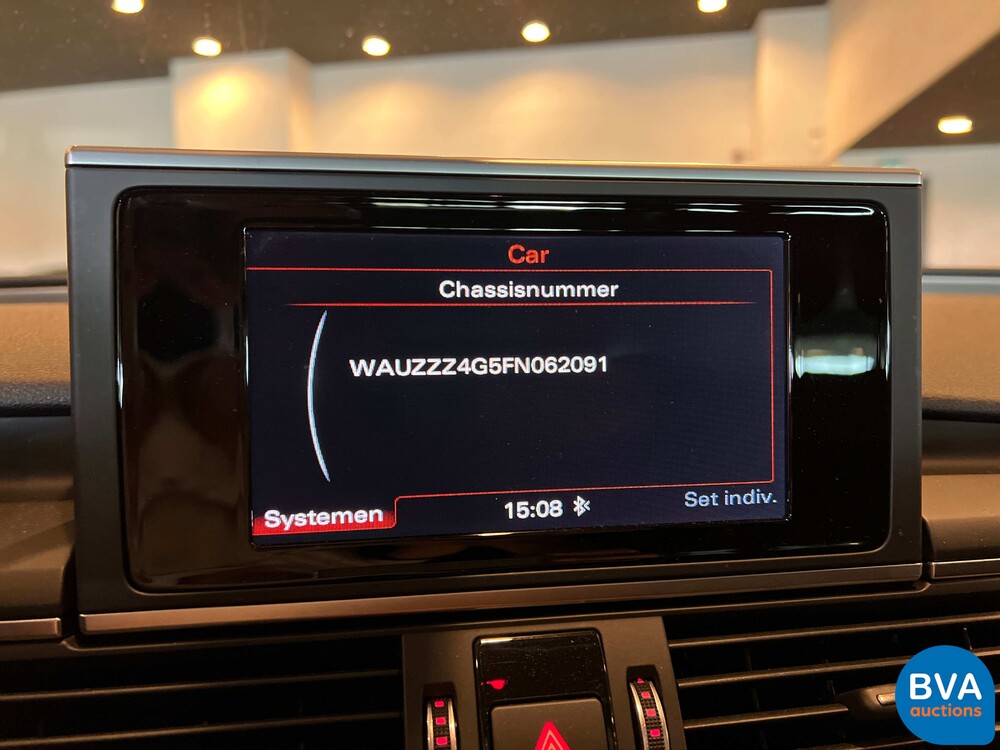 Car
Chassisnummer
WAUZZZ4G5FN062091
Systemen
15:08
Set indiv.
BVA
auctions